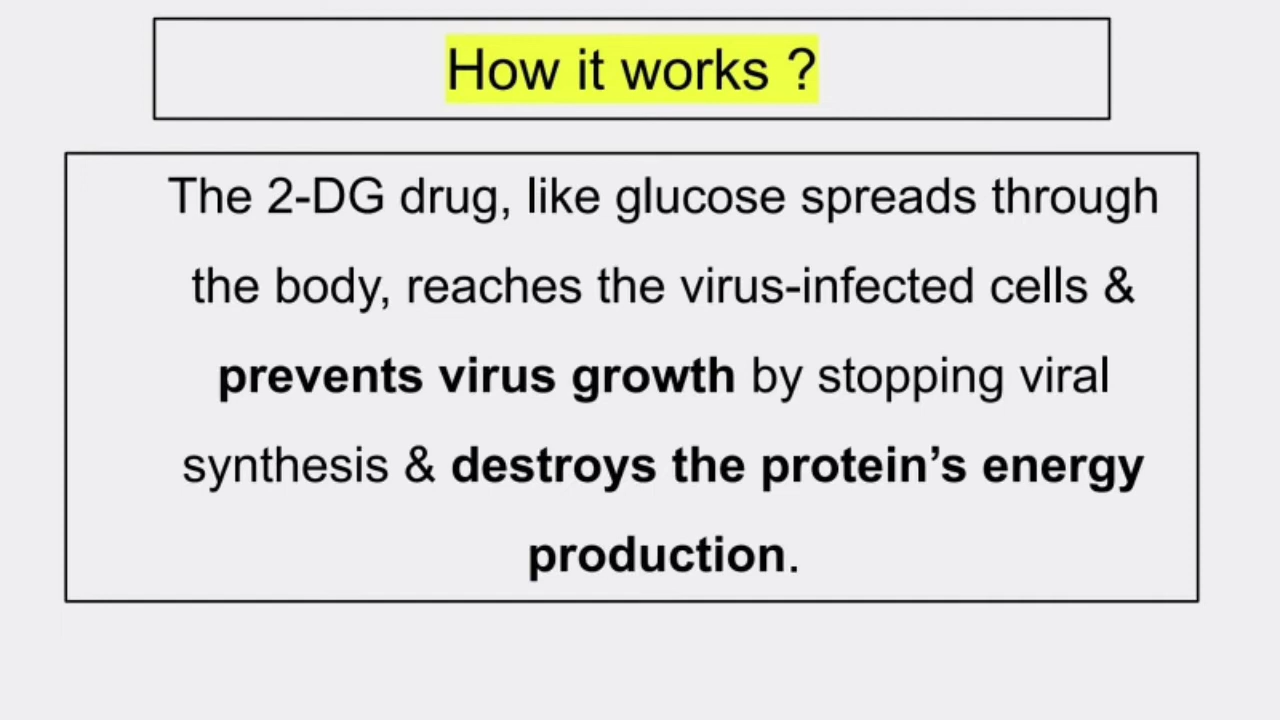 How it works ?
The 2-DG drug, like glucose spreads through
the body, reaches the virus-infected cells &
prevents virus growth by stopping viral
synthesis & destroys the protein’s energy
production.